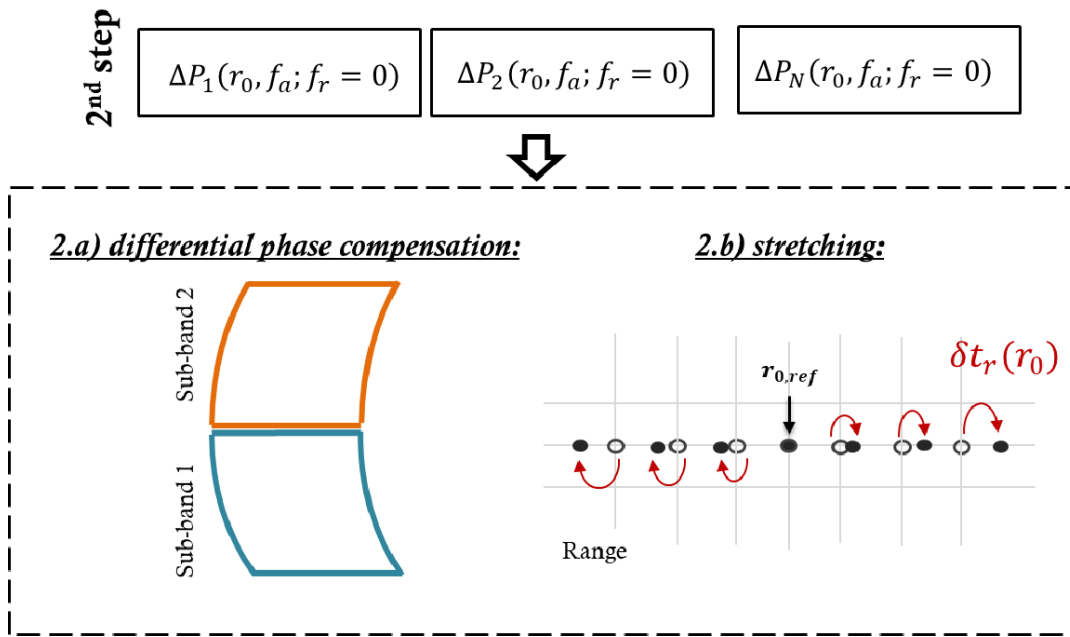 2nd step
ΔP₁(r₀, fₐ; fᵣ = 0)
ΔP₂(r₀, fₐ; fᵣ = 0)
ΔP_N(r₀, fₐ; fᵣ = 0)
2.a) differential phase compensation:
2.b) stretching:
Sub-band 2
Sub-band 1
r₀,ref
δtᵣ(r₀)
Range